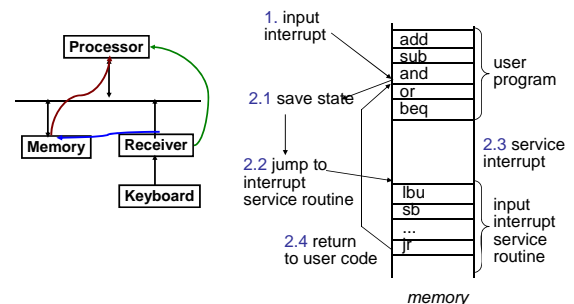 Processor
Memory
Receiver
Keyboard
1. input
interrupt
2.1 save state
2.2 jump to
interrupt
service routine
2.4 return
to user code
add
sub
and
or
beq
lbu
sb
...
jr
memory
user
program
2.3 service
interrupt
input
interrupt
service
routine